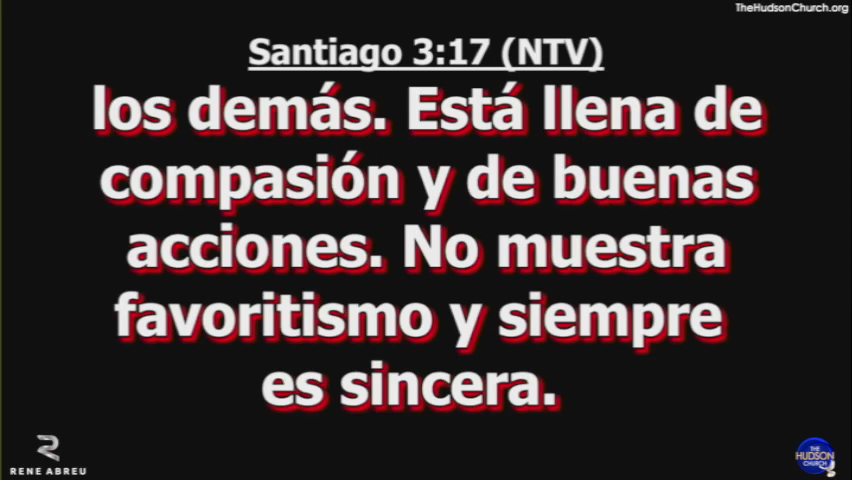 TheHudsonChurch.org
Santiago 3:17 (NTV)
los demás. Está llena de
compasión y de buenas
acciones. No muestra
favoritismo y siempre
es sincera.
RENE ABREU
THE
HUDSON
CHURCH